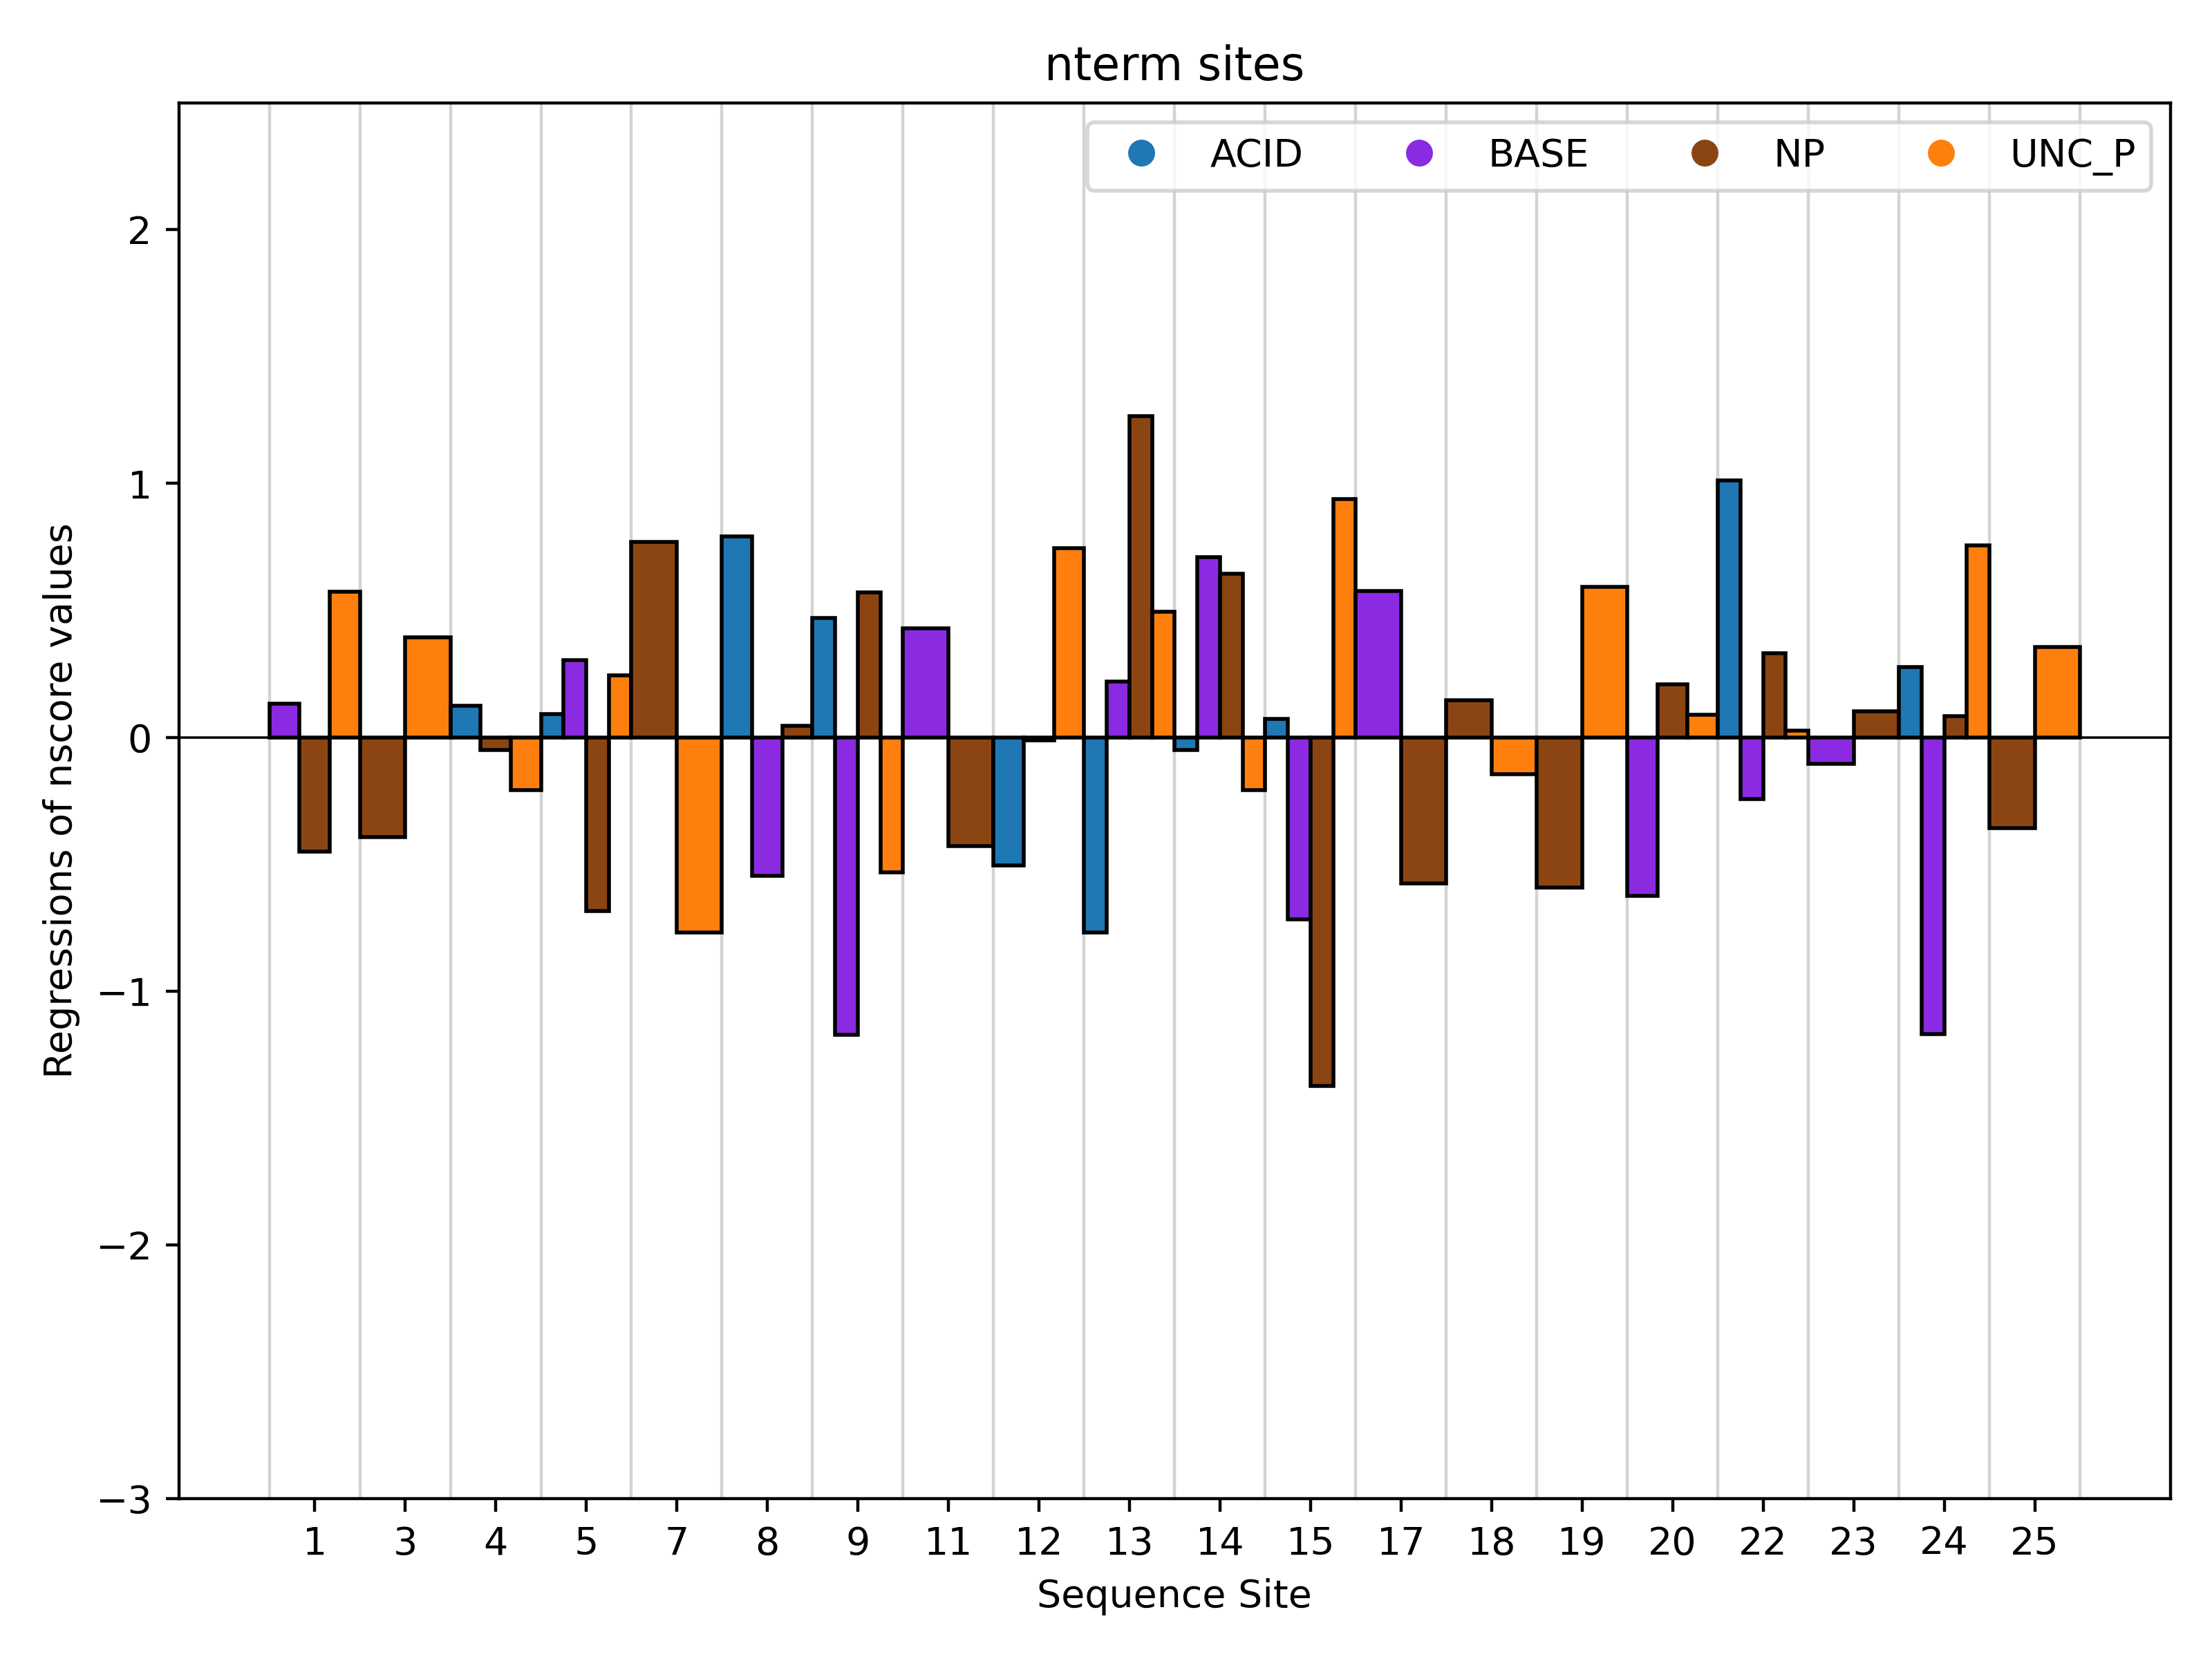 nterm sites
ACID BASE NP UNC_P
Regressions of nscore values
2
1
0
−1
−2
−3
1 3 4 5 7 8 9 11 12 13 14 15 17 18 19 20 22 23 24 25
Sequence Site